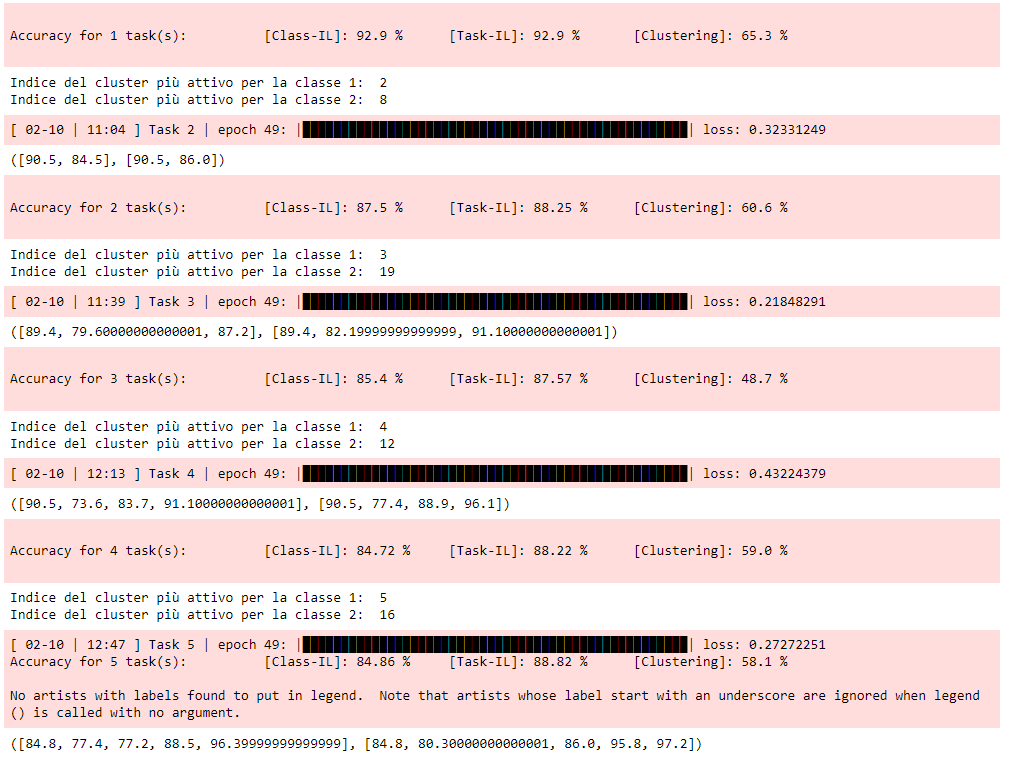 Accuracy for 1 task(s): [Class-IL]: 92.9 % [Task-IL]: 92.9 % [Clustering]: 65.3 %
Indice del cluster più attivo per la classe 1: 2
Indice del cluster più attivo per la classe 2: 8
[ 02-10 | 11:04 ] Task 2 | epoch 49: | | loss: 0.32331249
([90.5, 84.5], [90.5, 86.0])
Accuracy for 2 task(s): [Class-IL]: 87.5 % [Task-IL]: 88.25 % [Clustering]: 60.6 %
Indice del cluster più attivo per la classe 1: 3
Indice del cluster più attivo per la classe 2: 19
[ 02-10 | 11:39 ] Task 3 | epoch 49: | | loss: 0.21848291
([89.4, 79.60000000000001, 87.2], [89.4, 82.19999999999999, 91.10000000000001])
Accuracy for 3 task(s): [Class-IL]: 85.4 % [Task-IL]: 87.57 % [Clustering]: 48.7 %
Indice del cluster più attivo per la classe 1: 4
Indice del cluster più attivo per la classe 2: 12
[ 02-10 | 12:13 ] Task 4 | epoch 49: | | loss: 0.43224379
([90.5, 73.6, 83.7, 91.10000000000001], [90.5, 77.4, 88.9, 96.1])
Accuracy for 4 task(s): [Class-IL]: 84.72 % [Task-IL]: 88.22 % [Clustering]: 59.0 %
Indice del cluster più attivo per la classe 1: 5
Indice del cluster più attivo per la classe 2: 16
[ 02-10 | 12:47 ] Task 5 | epoch 49: | | loss: 0.27272251
Accuracy for 5 task(s): [Class-IL]: 84.86 % [Task-IL]: 88.82 % [Clustering]: 58.1 %
No artists with labels found to put in legend. Note that artists whose label start with an underscore are ignored when legend
() is called with no argument.
([84.8, 77.4, 77.2, 88.5, 96.39999999999999], [84.8, 80.30000000000001, 86.0, 95.8, 97.2])